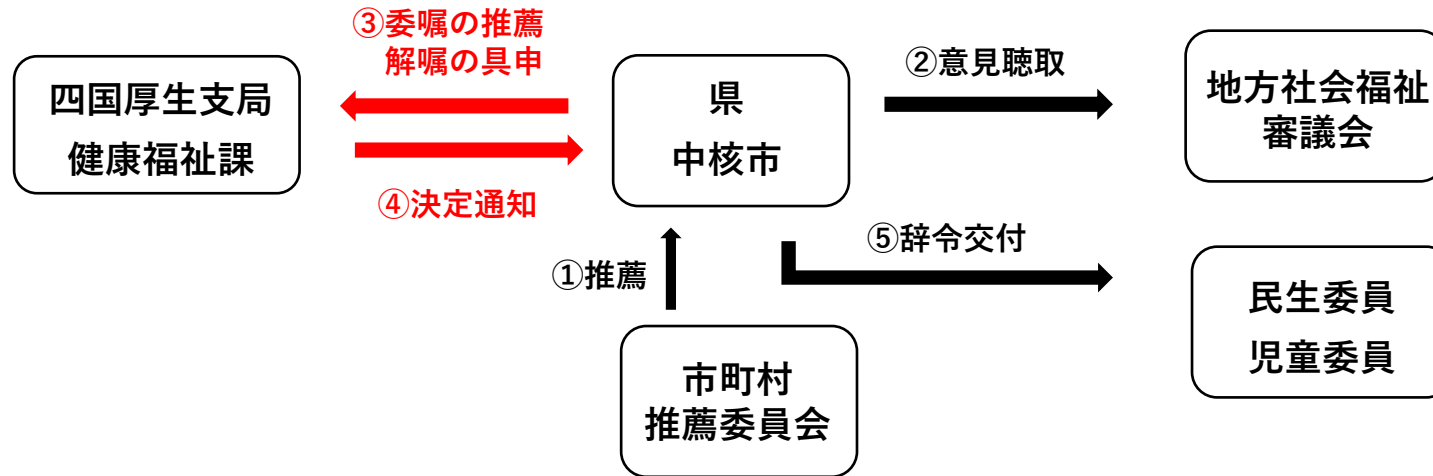 ③委嘱の推薦
解嘱の具申
四国厚生支局
健康福祉課
④決定通知
県
中核市
②意見聴取
地方社会福祉
審議会
①推薦
⑤辞令交付
市町村
推薦委員会
民生委員
児童委員